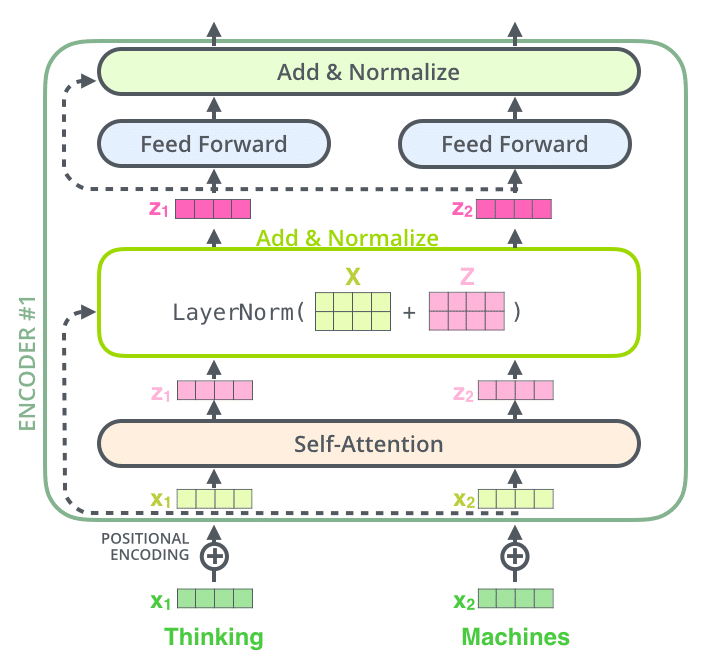 Add & Normalize
Feed Forward
Feed Forward
z1
z2
Add & Normalize
X
Z
LayerNorm( + )
ENCODER #1
z1
z2
Self-Attention
x1
x2
POSITIONAL
ENCODING
x1
x2
Thinking
Machines